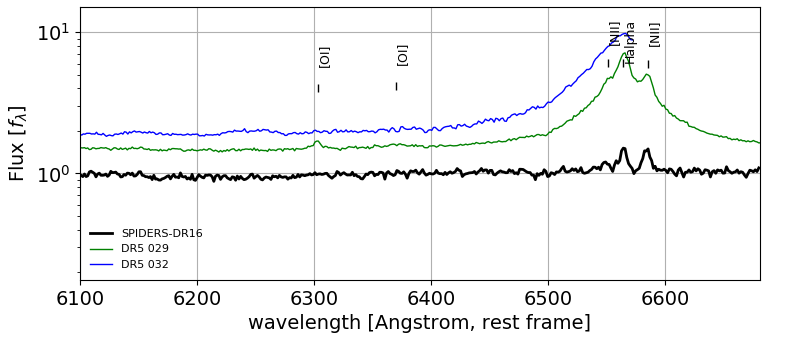 Flux [fλ]
10¹
10⁰
[OI]
[OI]
[NII]
Halpha
[NII]
SPIDERS-DR16
DR5 029
DR5 032
6100 6200 6300 6400 6500 6600
wavelength [Angstrom, rest frame]